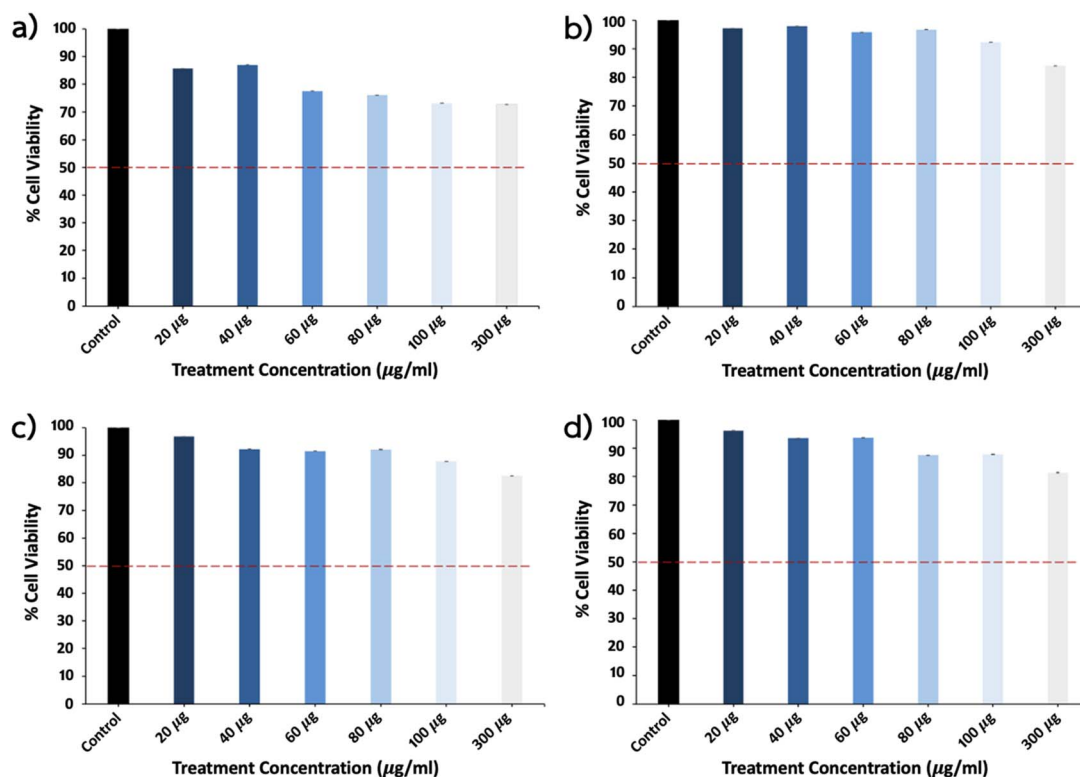 a)
% Cell Viability
100
90
80
70
60
50
40
30
20
10
0
Control
20 µg
40 µg
60 µg
80 µg
100 µg
300 µg
Treatment Concentration (µg/ml)
b)
% Cell Viability
100
90
80
70
60
50
40
30
20
10
0
Control
20 µg
40 µg
60 µg
80 µg
100 µg
300 µg
Treatment Concentration (µg/ml)
c)
% Cell Viability
100
90
80
70
60
50
40
30
20
10
0
Control
20 µg
40 µg
60 µg
80 µg
100 µg
300 µg
Treatment Concentration (µg/ml)
d)
% Cell Viability
100
90
80
70
60
50
40
30
20
10
0
Control
20 µg
40 µg
60 µg
80 µg
100 µg
300 µg
Treatment Concentration (µg/ml)